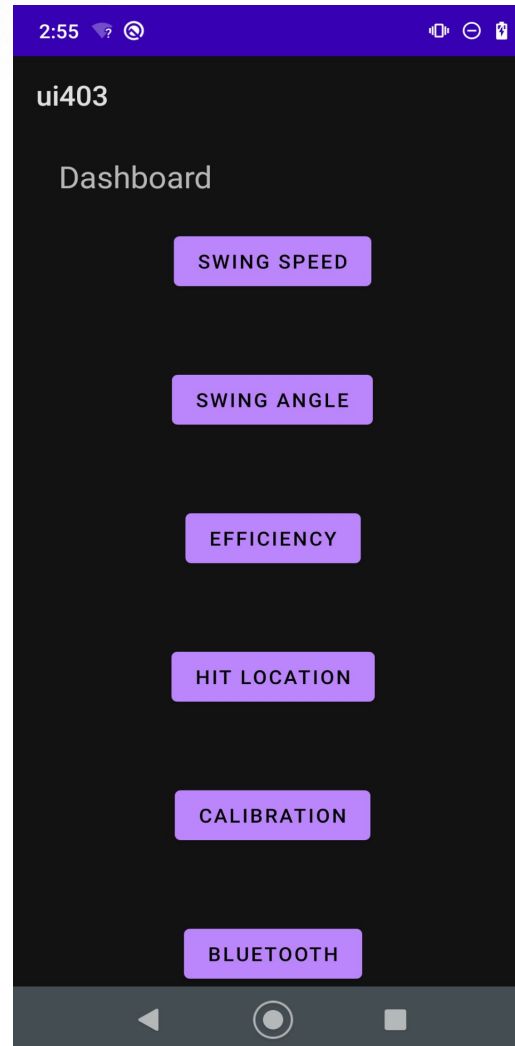 2:55
ui403
Dashboard
SWING SPEED
SWING ANGLE
EFFICIENCY
HIT LOCATION
CALIBRATION
BLUETOOTH